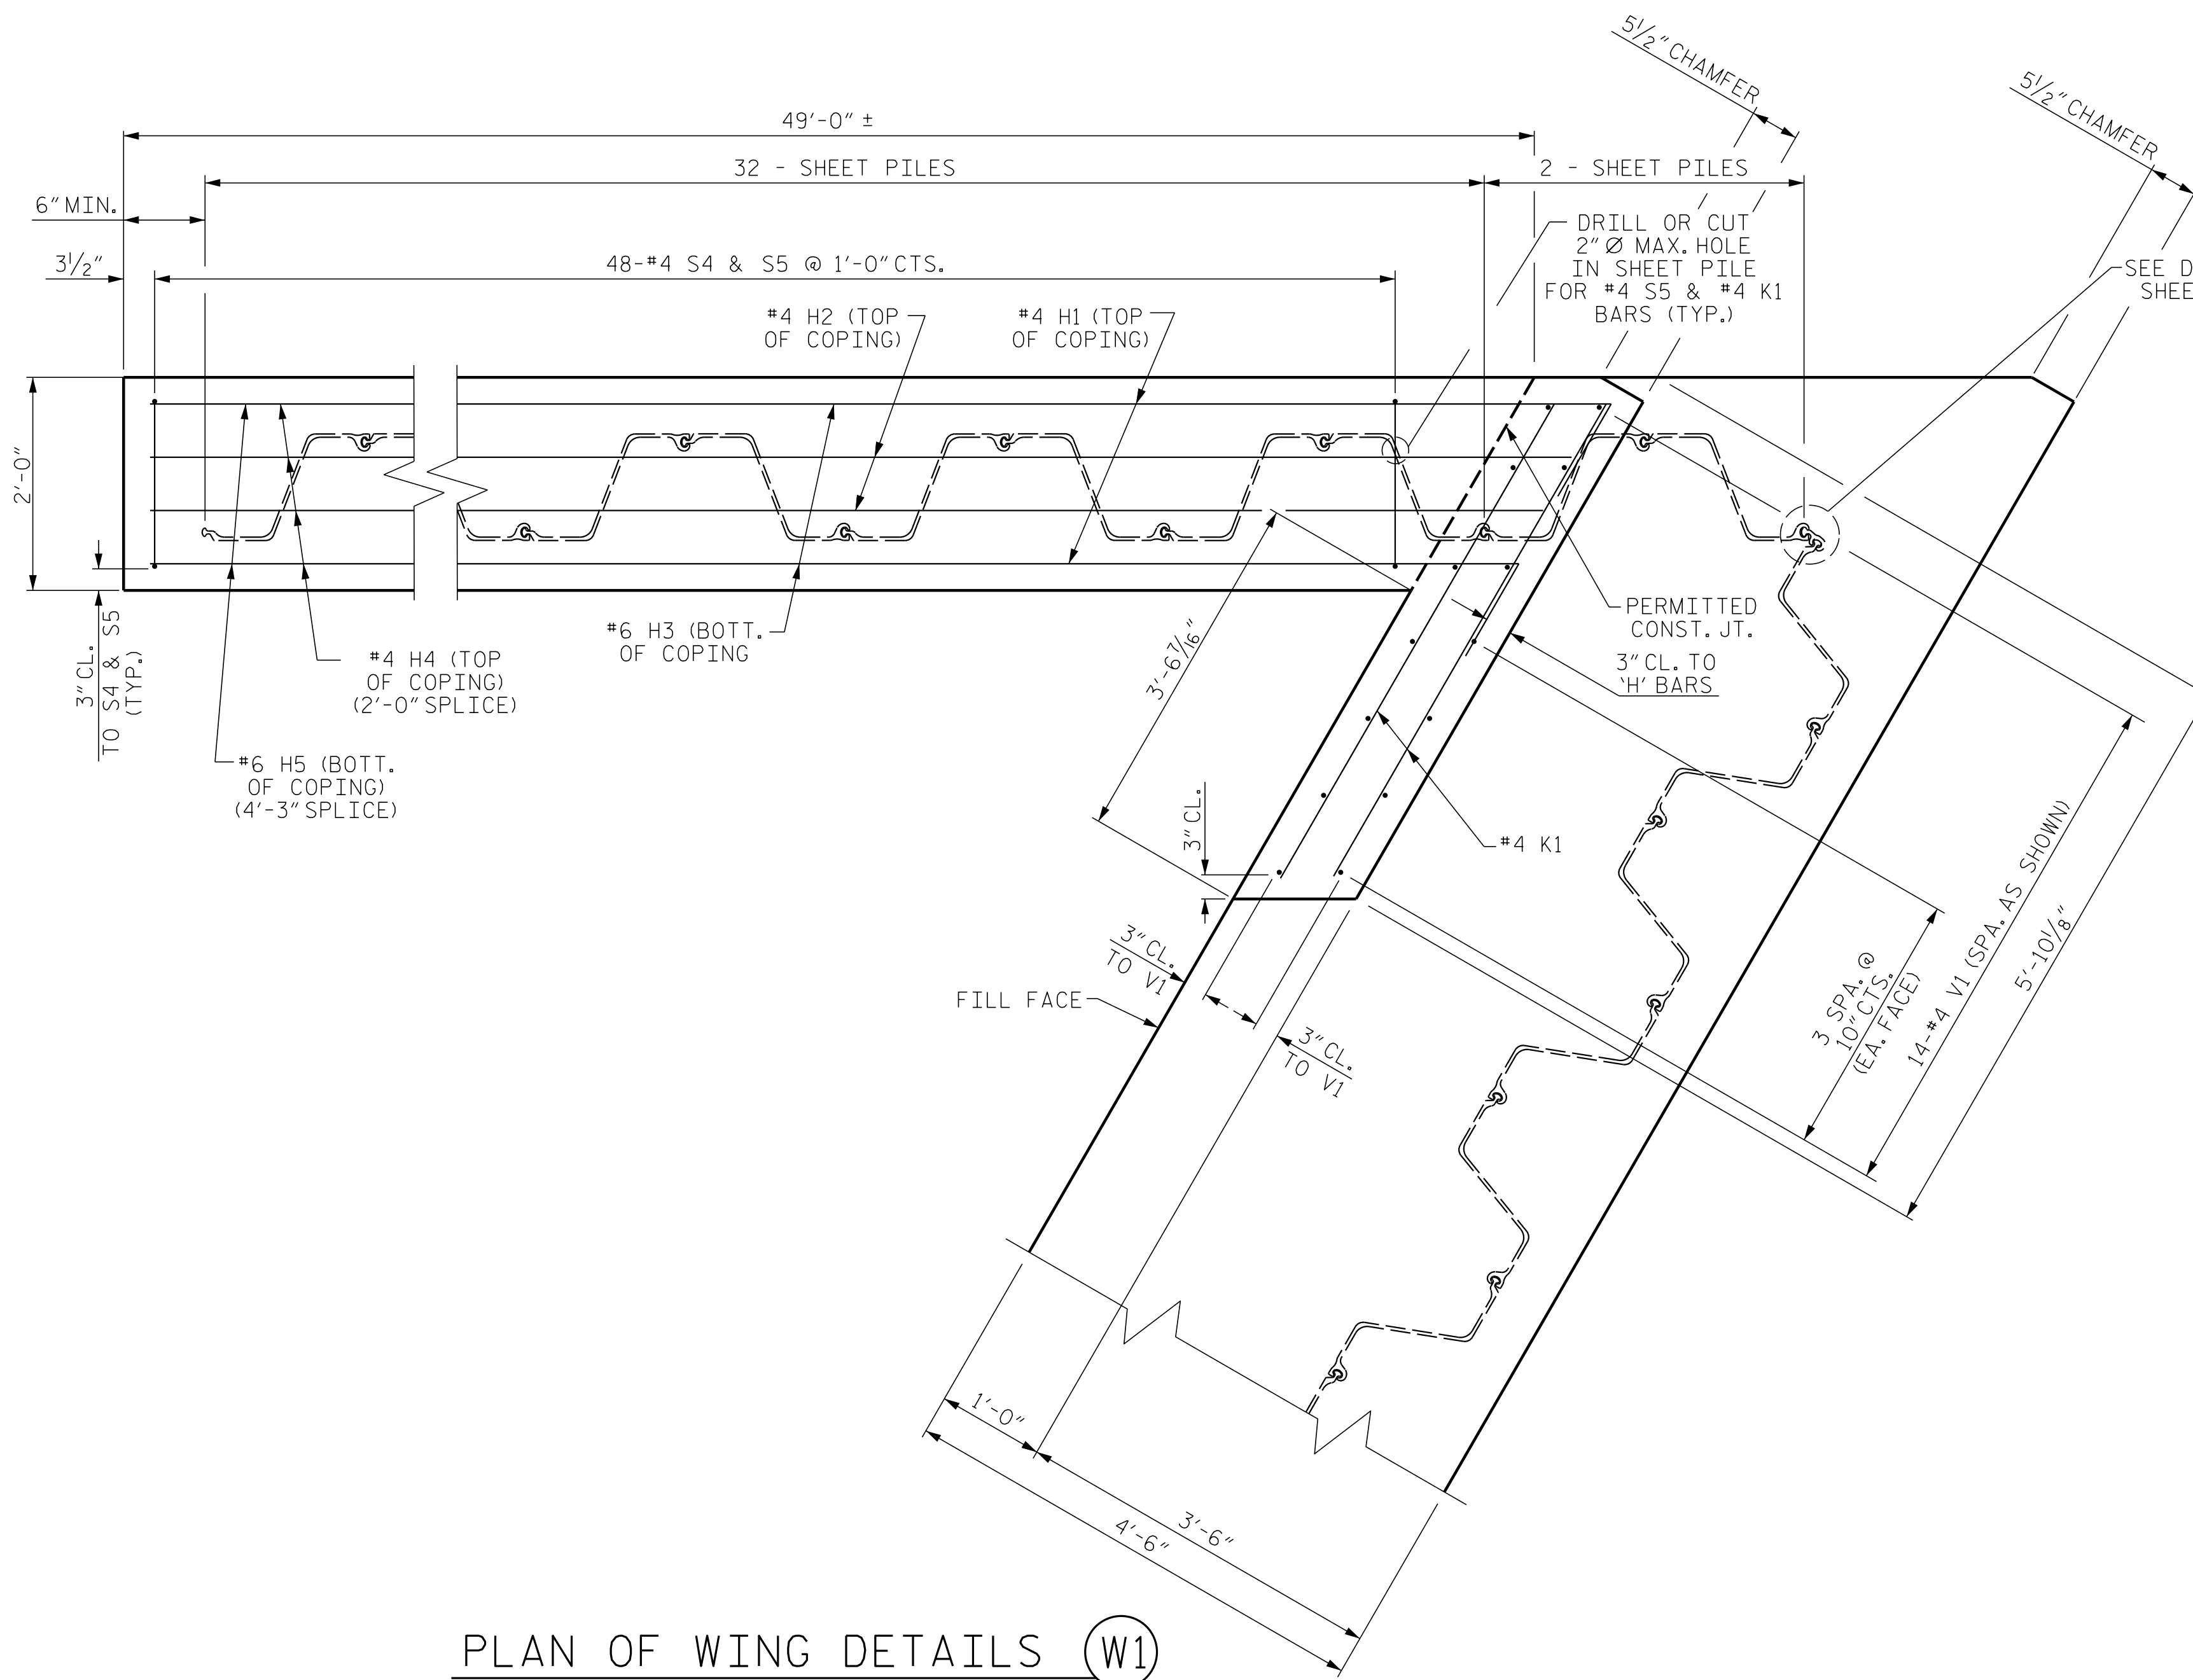 5½" CHAMFER
5½" CHAMFER
49'-0" ±
32 - SHEET PILES
2 - SHEET PILES
6" MIN.
DRILL OR CUT
2" Ø MAX. HOLE
IN SHEET PILE
FOR #4 S5 & #4 K1
BARS (TYP.)
3½"
48-#4 S4 & S5 @ 1'-0" CTS.
SEE D
SHEE
#4 H2 (TOP
OF COPING)
#4 H1 (TOP
OF COPING)
2'-0"
3" CL.
TO S4 & S5
(TYP.)
#4 H4 (TOP
OF COPING)
(2'-0" SPLICE)
#6 H3 (BOTT.
OF COPING
#6 H5 (BOTT.
OF COPING)
(4'-3" SPLICE)
3'-6 7/16"
PERMITTED
CONST. JT.
3" CL. TO
'H' BARS
3" CL.
#4 K1
3" CL.
TO V1
FILL FACE
3" CL.
TO V1
3 SPA. @
10" CTS.
(EA. FACE)
14-#4 V1 (SPA. AS SHOWN)
5'-10 1/8"
1'-0"
3'-6"
4'-6"
PLAN OF WING DETAILS W1